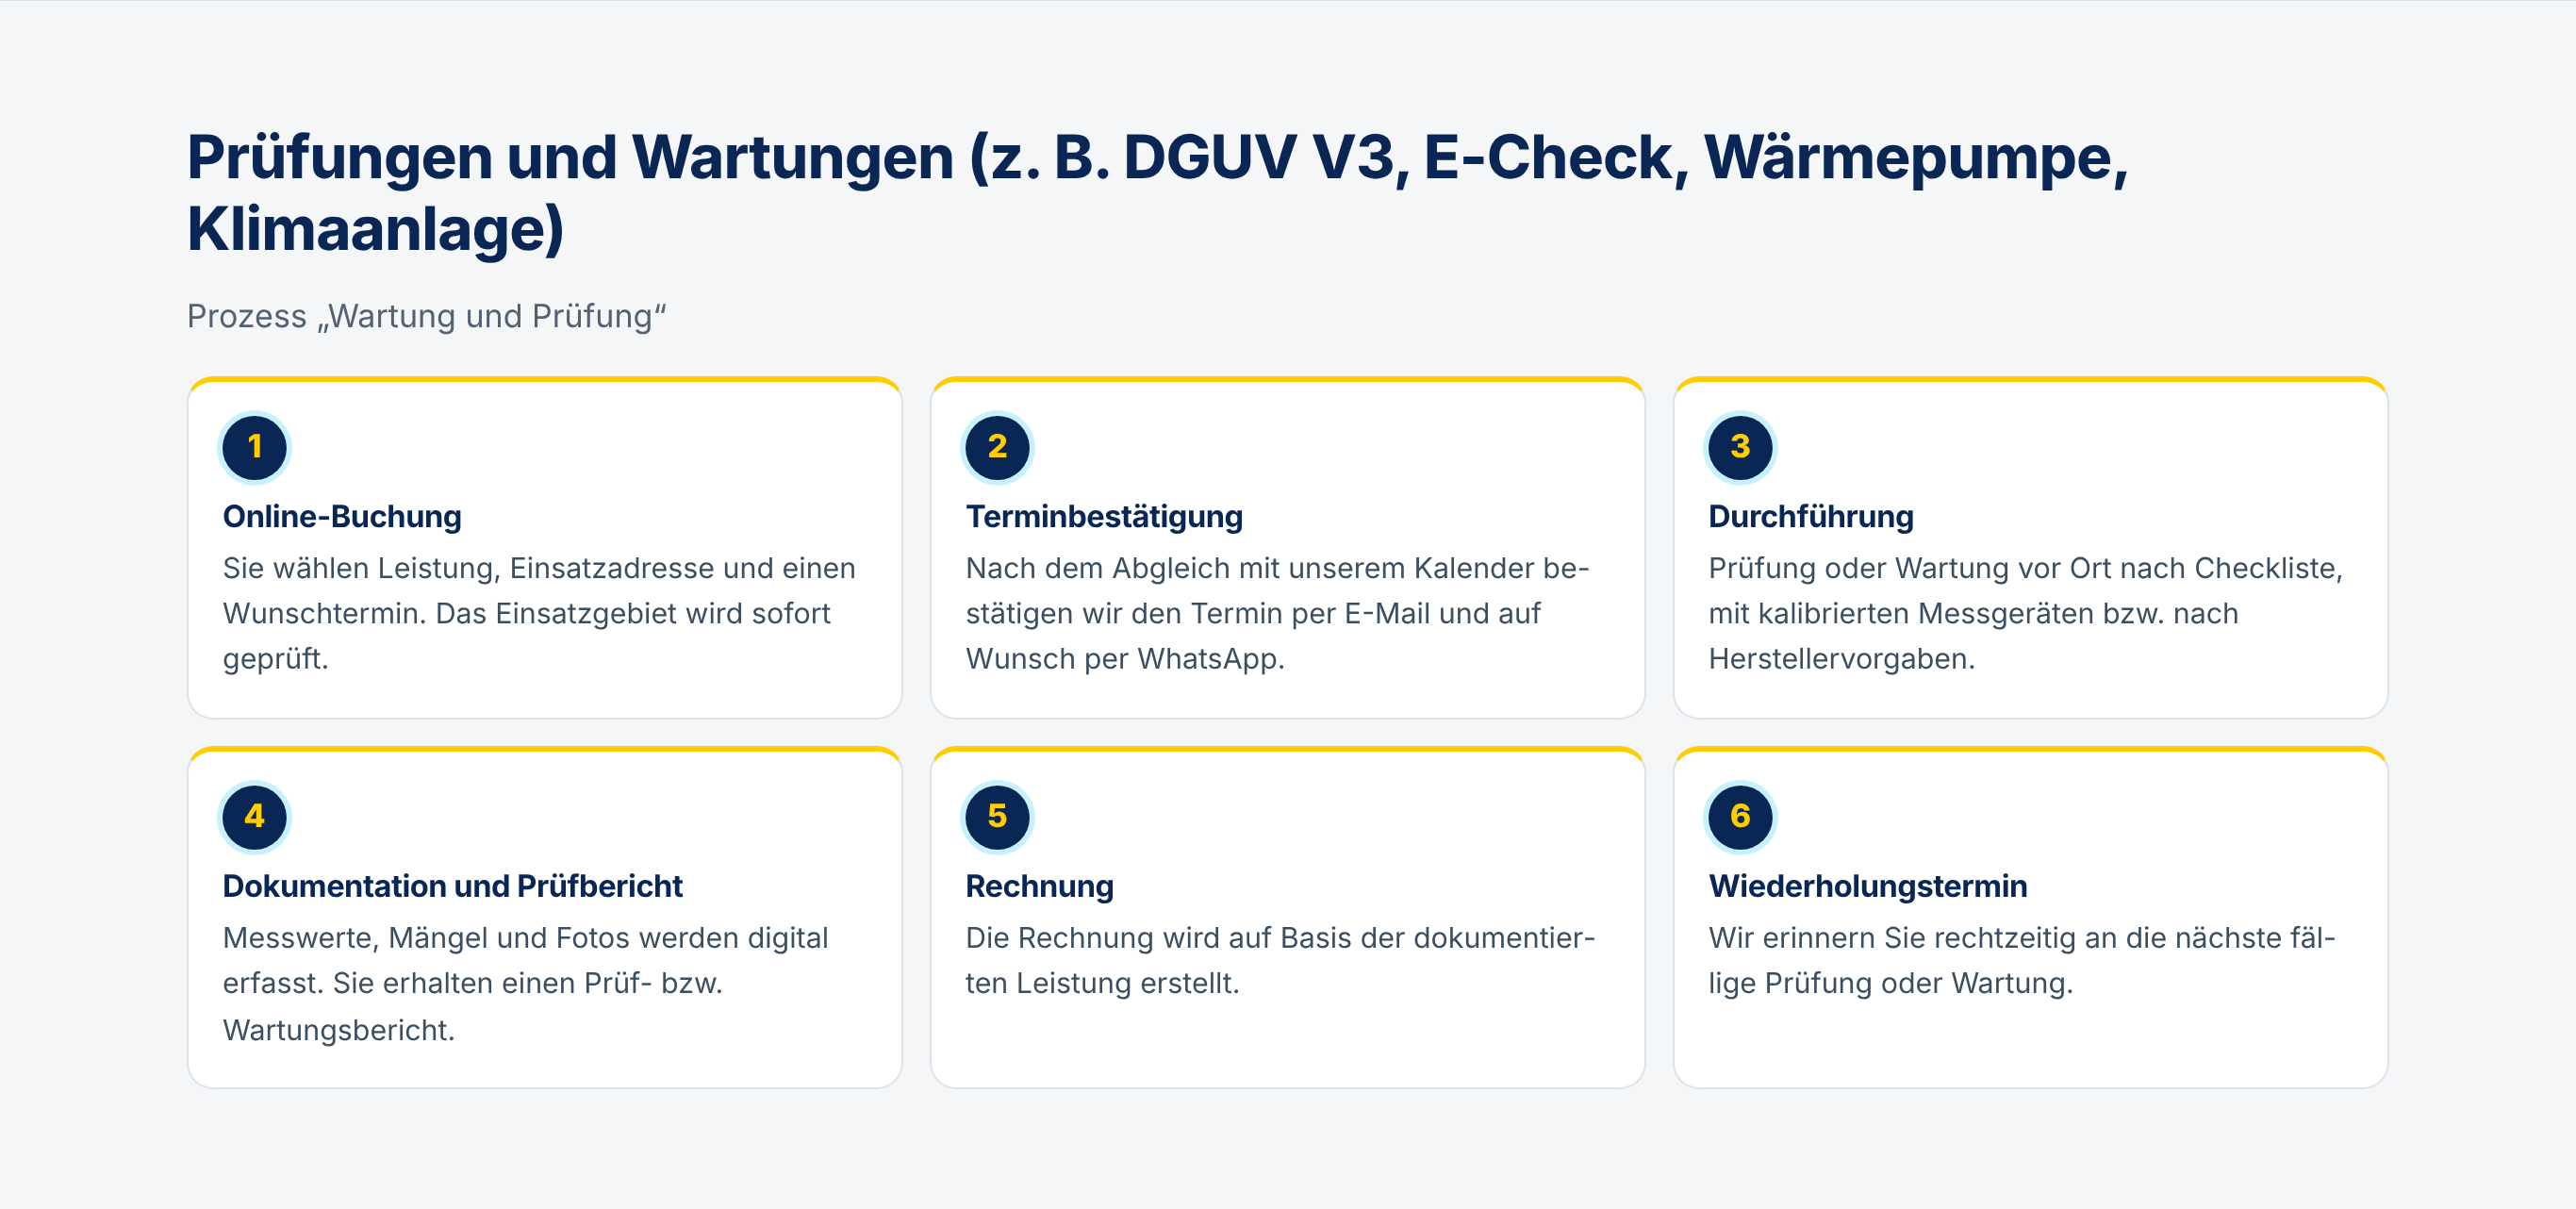 Prüfungen und Wartungen (z. B. DGUV V3, E-Check, Wärmepumpe,
Klimaanlage)
Prozess „Wartung und Prüfung“
1
Online-Buchung
Sie wählen Leistung, Einsatzadresse und einen
Wunschtermin. Das Einsatzgebiet wird sofort
geprüft.
2
Terminbestätigung
Nach dem Abgleich mit unserem Kalender be-
stätigen wir den Termin per E-Mail und auf
Wunsch per WhatsApp.
3
Durchführung
Prüfung oder Wartung vor Ort nach Checkliste,
mit kalibrierten Messgeräten bzw. nach
Herstellervorgaben.
4
Dokumentation und Prüfbericht
Messwerte, Mängel und Fotos werden digital
erfasst. Sie erhalten einen Prüf- bzw.
Wartungsbericht.
5
Rechnung
Die Rechnung wird auf Basis der dokumentier-
ten Leistung erstellt.
6
Wiederholungstermin
Wir erinnern Sie rechtzeitig an die nächste fäl-
lige Prüfung oder Wartung.